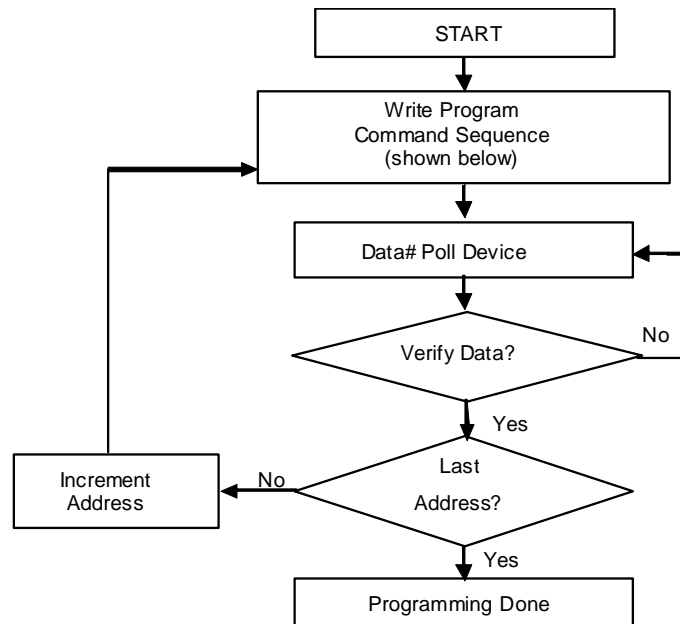 START
Write Program
Command Sequence
(shown below)
Data# Poll Device
Verify Data?
No
Yes
Last
Address?
No
Increment
Address
Yes
Programming Done